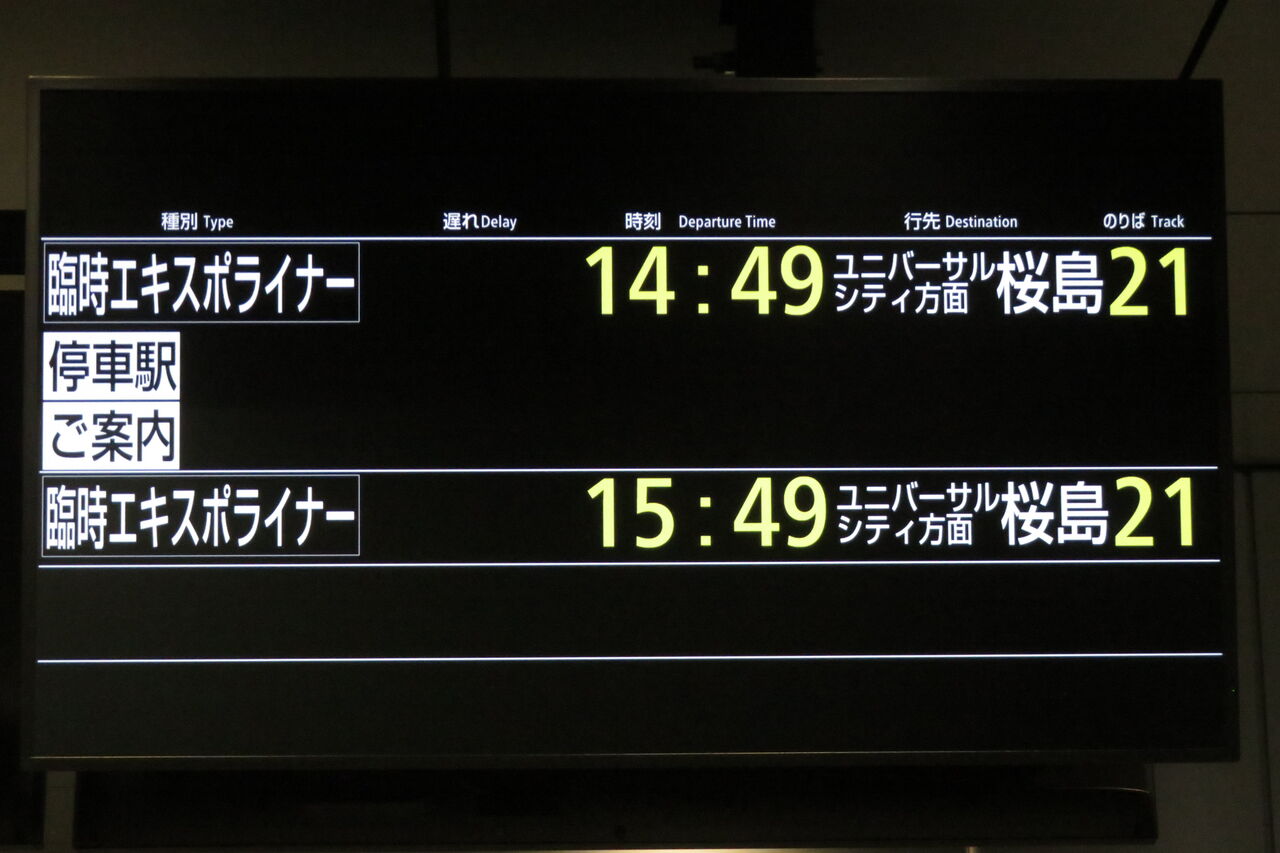 種別 Type 遅れ Delay 時刻 Departure Time 行先 Destination のりば Track
臨時エキスポライナー 14:49 ユニバーサルシティ方面 桜島 21
停車駅
ご案内
臨時エキスポライナー 15:49 ユニバーサルシティ方面 桜島 21